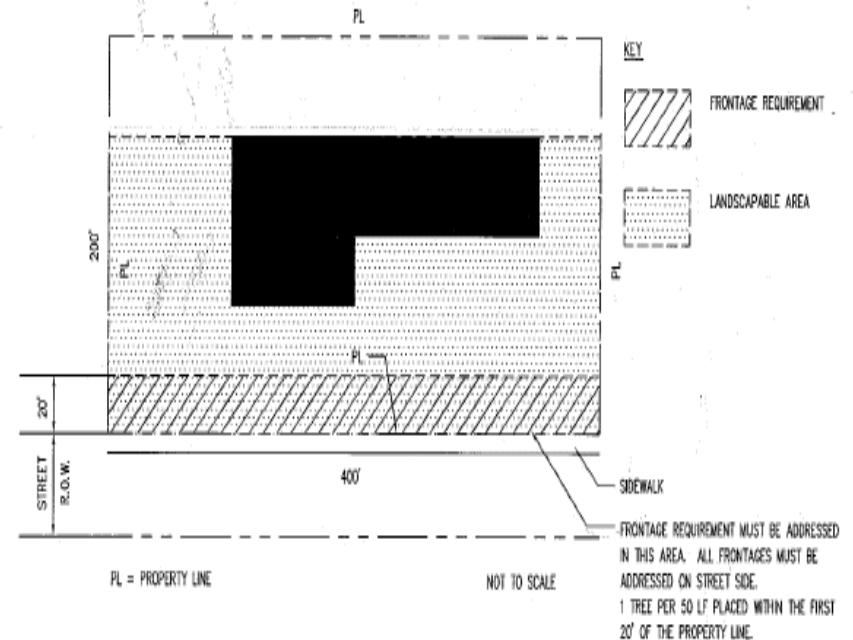 PL
KEY
FRONTAGE REQUIREMENT
LANDSCAPABLE AREA
200'
PL
PL
PL
20'
STREET
R.O.W.
400'
SIDEWALK
FRONTAGE REQUIREMENT MUST BE ADDRESSED
IN THIS AREA. ALL FRONTAGES MUST BE
ADDRESSED ON STREET SIDE.
1 TREE PER 50 LF PLACED WITHIN THE FIRST
20' OF THE PROPERTY LINE.
PL = PROPERTY LINE
NOT TO SCALE